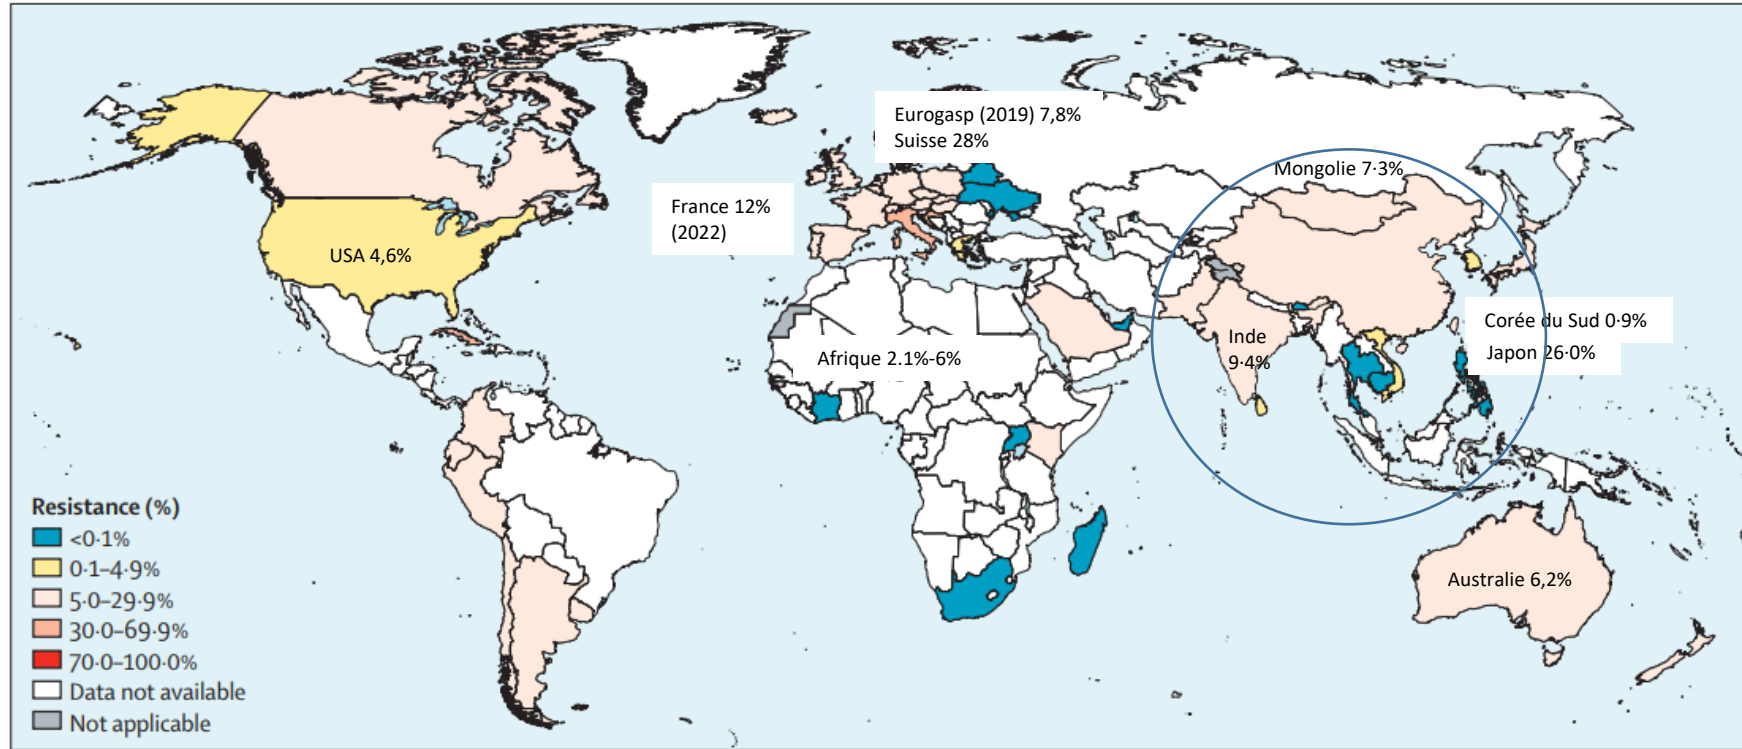 Eurogasp (2019) 7,8%
Suisse 28%
Mongolie 7·3%
France 12%
(2022)
USA 4,6%
Corée du Sud 0·9%
Japon 26·0%
Inde
9·4%
Afrique 2.1%-6%
Australie 6,2%
Resistance (%)
<0·1%
0·1–4·9%
5·0–29·9%
30·0–69·9%
70·0–100·0%
Data not available
Not applicable